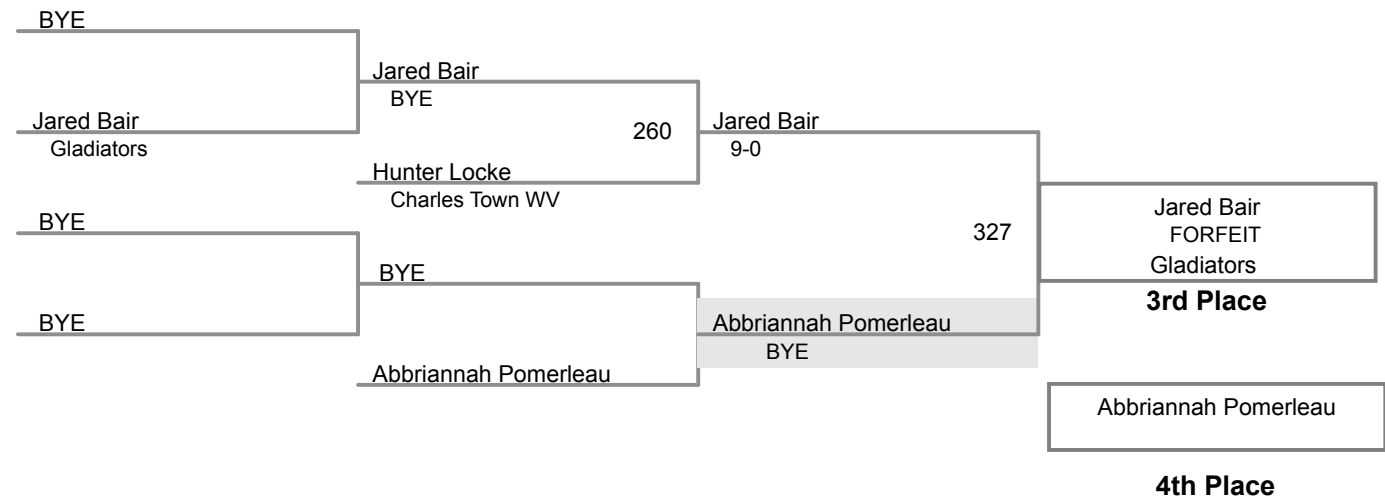 BYE
Jared Bair
BYE
Jared Bair
Gladiators
260
Jared Bair
9-0
Hunter Locke
Charles Town WV
BYE
327
Jared Bair
FORFEIT
Gladiators
3rd Place
BYE
BYE
Abbriannah Pomerleau
BYE
Abbriannah Pomerleau
Abbriannah Pomerleau
4th Place